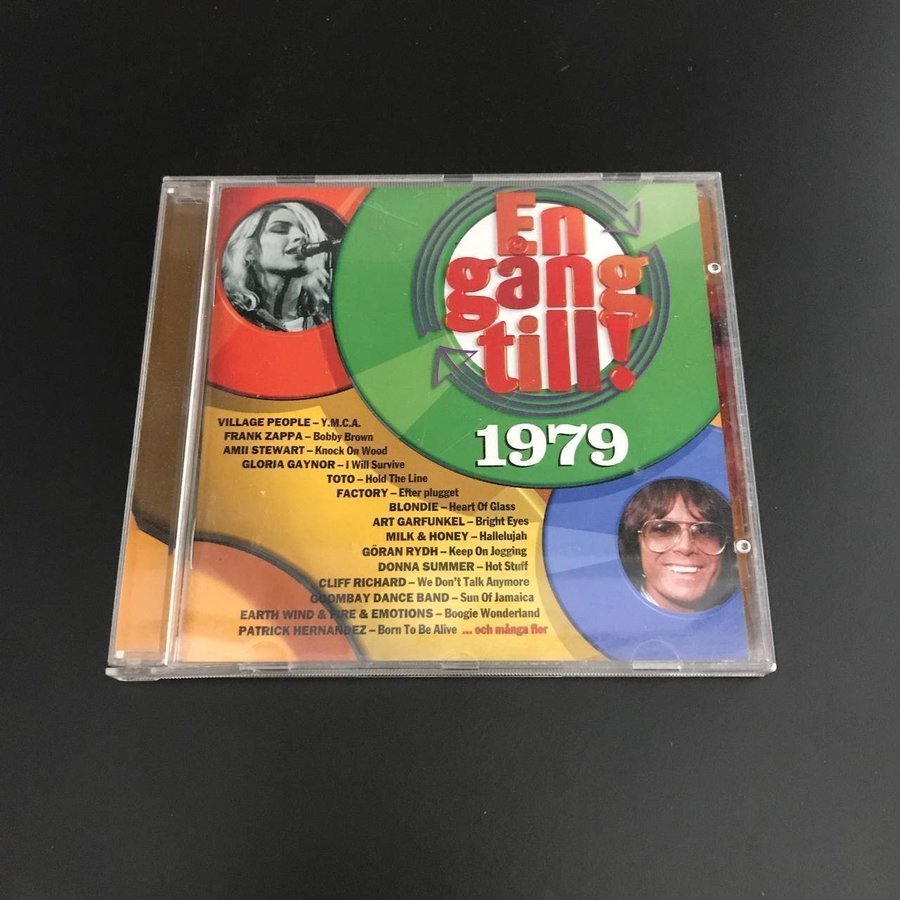 En
gång
till!
1979
VILLAGE PEOPLE – Y.M.C.A.
FRANK ZAPPA – Bobby Brown
AMII STEWART – Knock On Wood
GLORIA GAYNOR – I Will Survive
TOTO – Hold The Line
FACTORY – Efter plugget
BLONDIE – Heart Of Glass
ART GARFUNKEL – Bright Eyes
MILK & HONEY – Hallelujah
GÖRAN RYDH – Keep On Jogging
DONNA SUMMER – Hot Stuff
CLIFF RICHARD – We Don't Talk Anymore
GOOMBAY DANCE BAND – Sun Of Jamaica
EARTH WIND & FIRE & EMOTIONS – Boogie Wonderland
PATRICK HERNANDEZ – Born To Be Alive ... och många fler